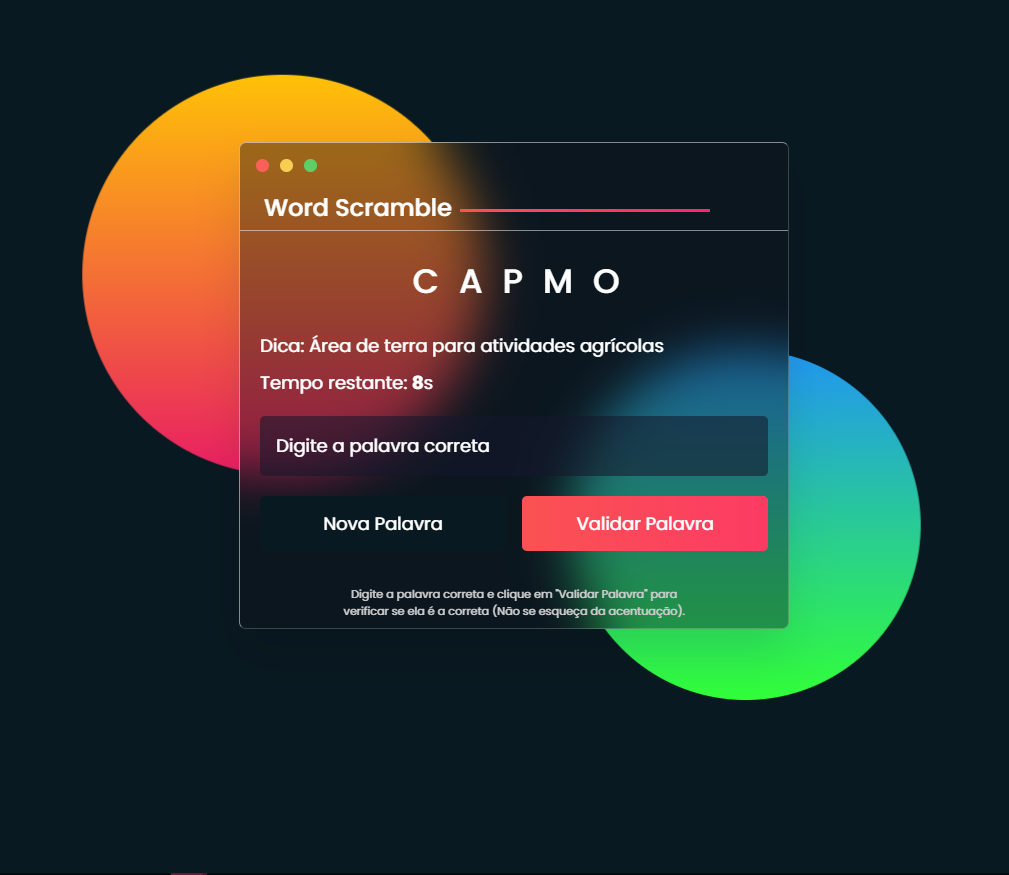 Word Scramble
C A P M O
Dica: Área de terra para atividades agrícolas
Tempo restante: 8s
Digite a palavra correta
Nova Palavra
Validar Palavra
Digite a palavra correta e clique em "Validar Palavra" para
verificar se ela é a correta (Não se esqueça da acentuação).